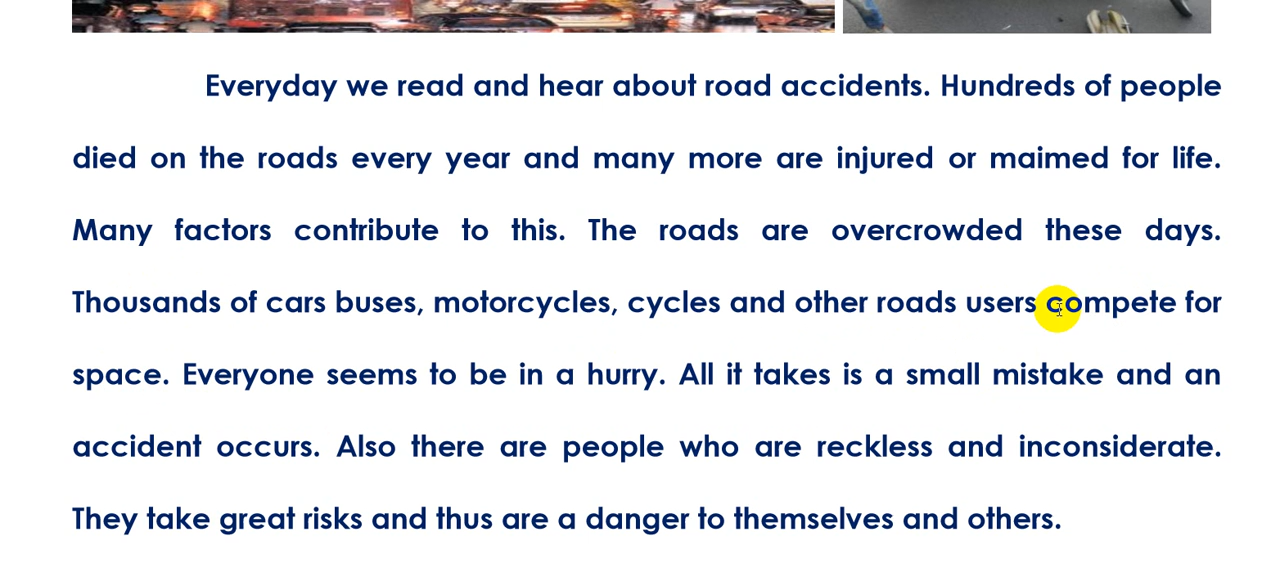 Everyday we read and hear about road accidents. Hundreds of people
died on the roads every year and many more are injured or maimed for life.
Many factors contribute to this. The roads are overcrowded these days.
Thousands of cars buses, motorcycles, cycles and other roads users compete for
space. Everyone seems to be in a hurry. All it takes is a small mistake and an
accident occurs. Also there are people who are reckless and inconsiderate.
They take great risks and thus are a danger to themselves and others.